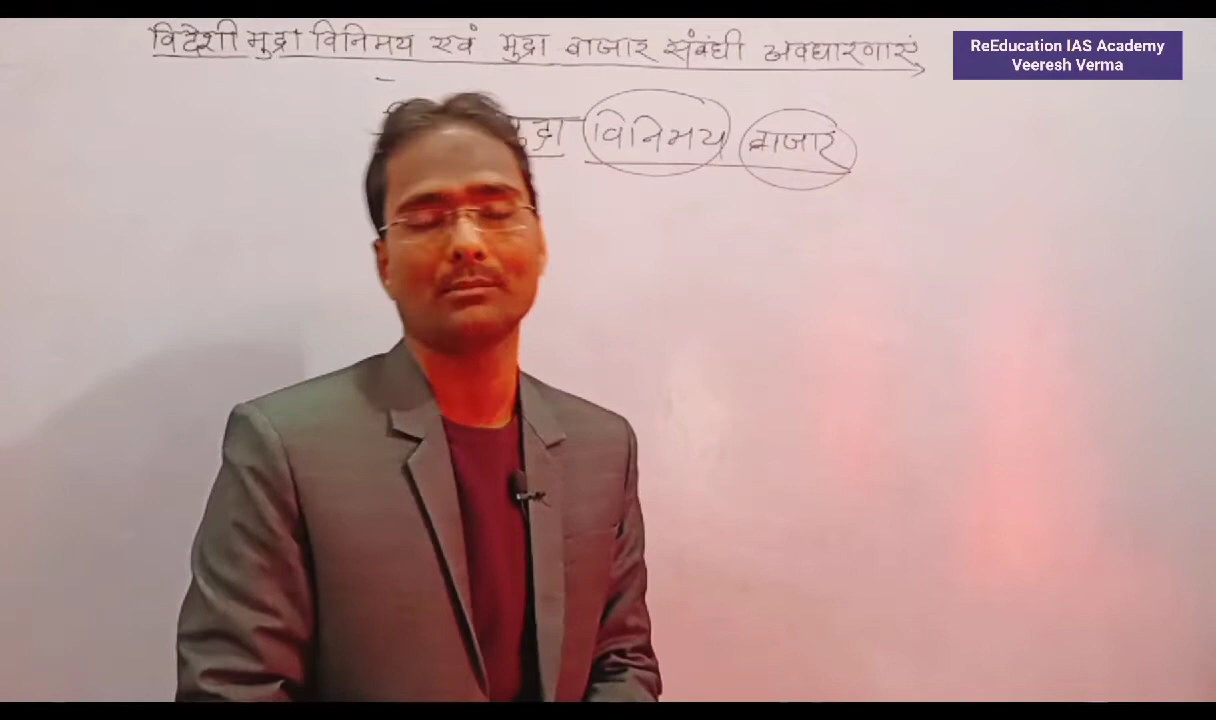 विदेशी मुद्रा विनिमय एवं मुद्रा बाजार संबंधी अवधारणाएं
ReEducation IAS Academy
Veeresh Verma
विनिमय बाजार